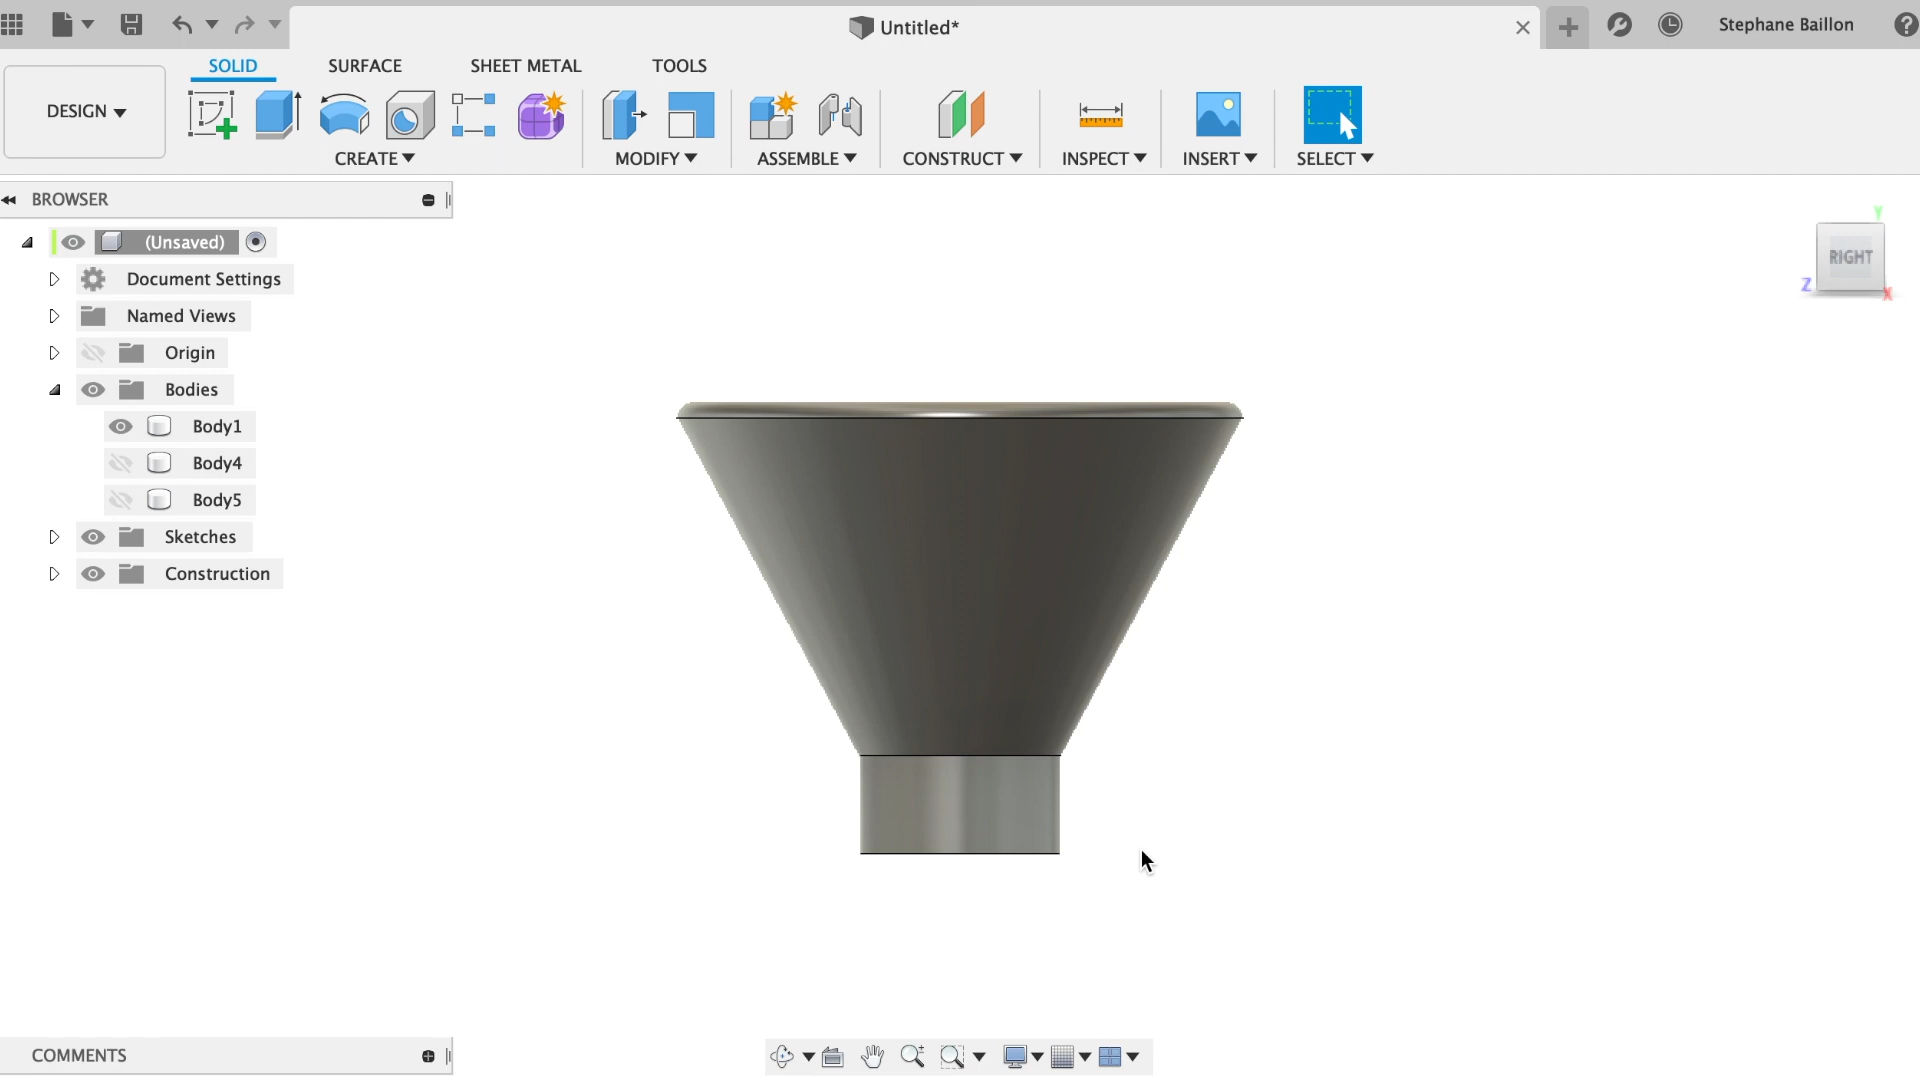 Untitled*
Stephane Baillon
?
SOLID
SURFACE
SHEET METAL
TOOLS
DESIGN
CREATE
MODIFY
ASSEMBLE
CONSTRUCT
INSPECT
INSERT
SELECT
BROWSER
(Unsaved)
Document Settings
Named Views
Origin
Bodies
Body1
Body4
Body5
Sketches
Construction
Y
RIGHT
Z
X
COMMENTS